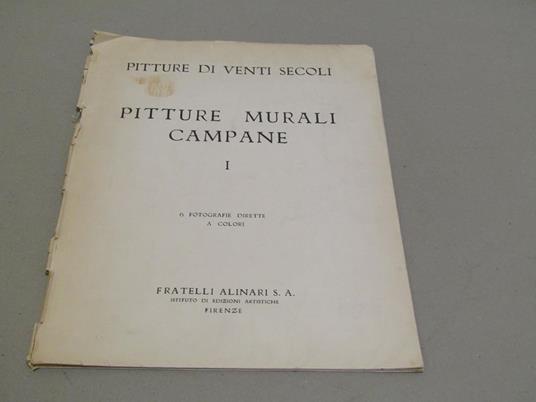 PITTURE DI VENTI SECOLI
PITTURE MURALI
CAMPANE
I
6 FOTOGRAFIE DIRETTE
A COLORI
FRATELLI ALINARI S. A.
ISTITUTO DI EDIZIONI ARTISTICHE
FIRENZE